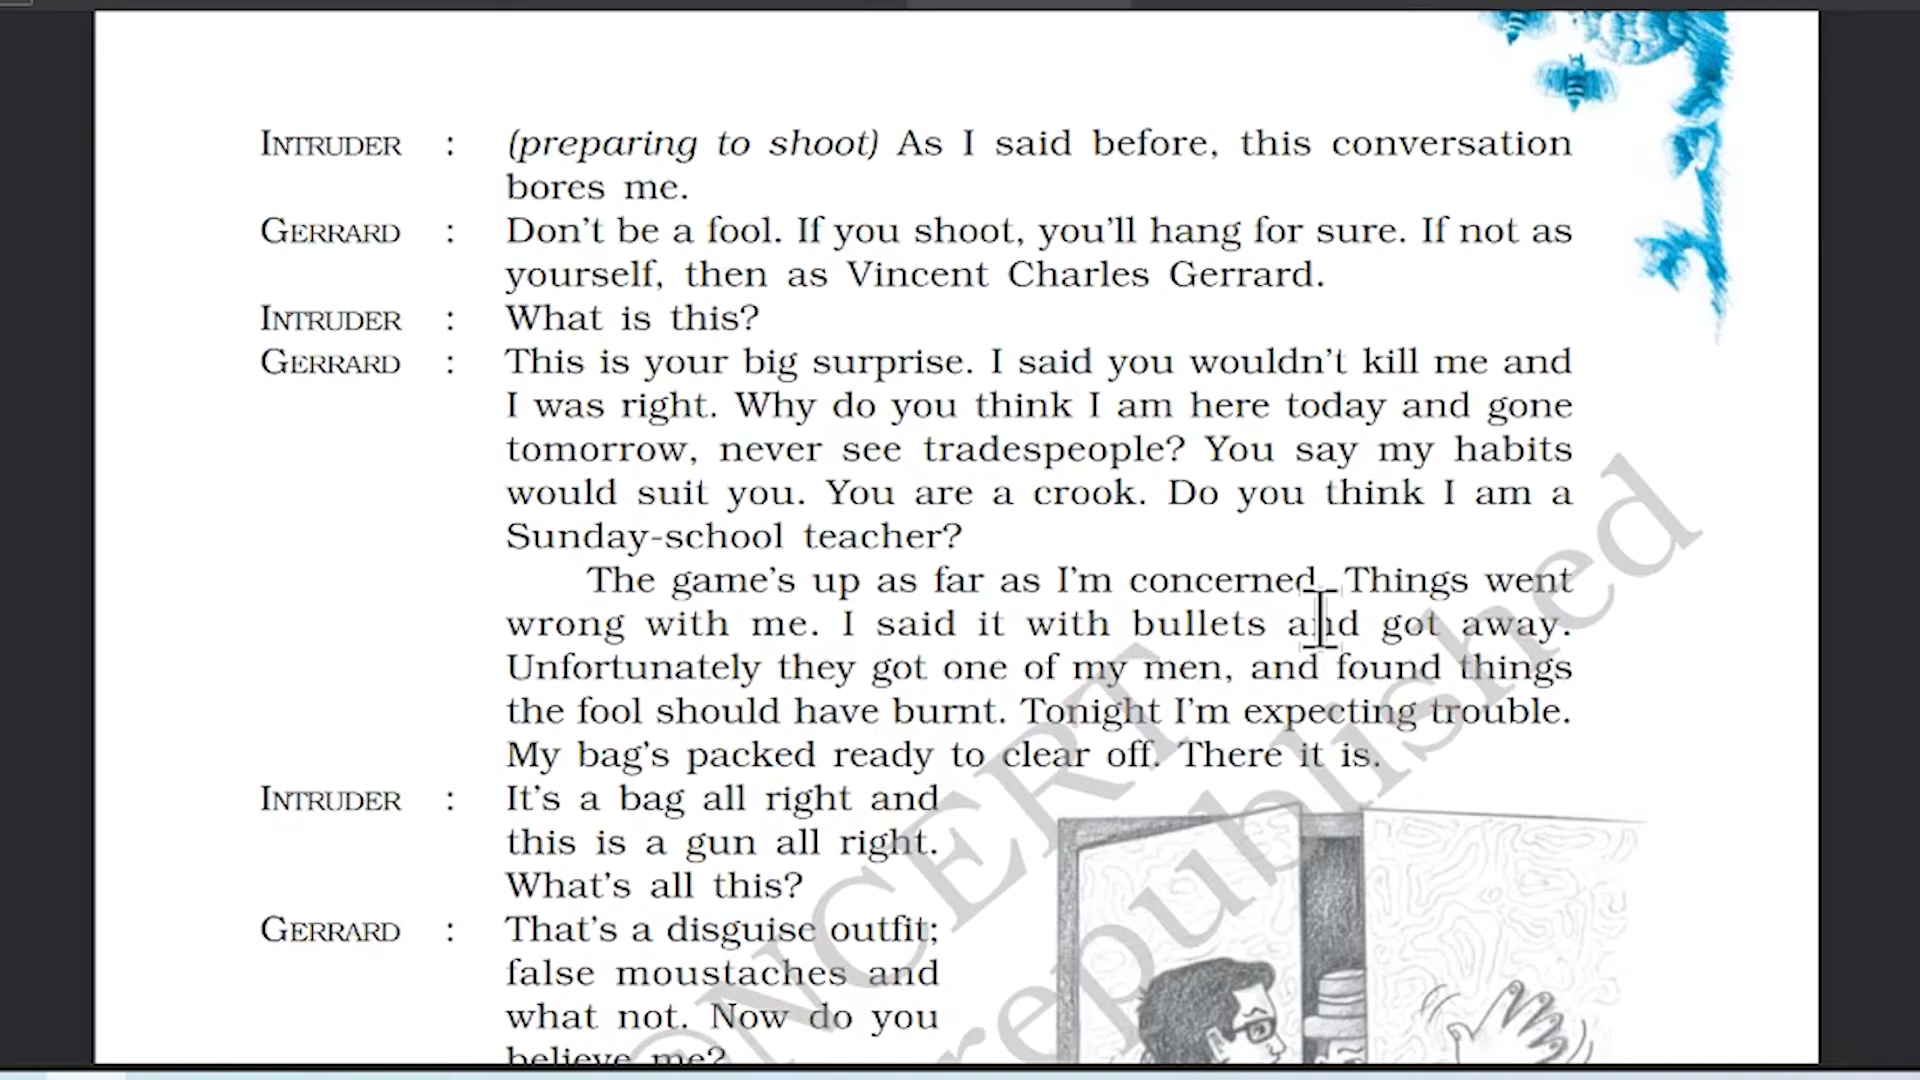 INTRUDER : (preparing to shoot) As I said before, this conversation
bores me.
GERRARD : Don't be a fool. If you shoot, you'll hang for sure. If not as
yourself, then as Vincent Charles Gerrard.
INTRUDER : What is this?
GERRARD : This is your big surprise. I said you wouldn't kill me and
I was right. Why do you think I am here today and gone
tomorrow, never see tradespeople? You say my habits
would suit you. You are a crook. Do you think I am a
Sunday-school teacher?
The game's up as far as I'm concerned. Things went
wrong with me. I said it with bullets and got away.
Unfortunately they got one of my men, and found things
the fool should have burnt. Tonight I'm expecting trouble.
My bag's packed ready to clear off. There it is.
INTRUDER : It's a bag all right and
this is a gun all right.
What's all this?
GERRARD : That's a disguise outfit;
false moustaches and
what not. Now do you
believe me?
© NCERT
republished